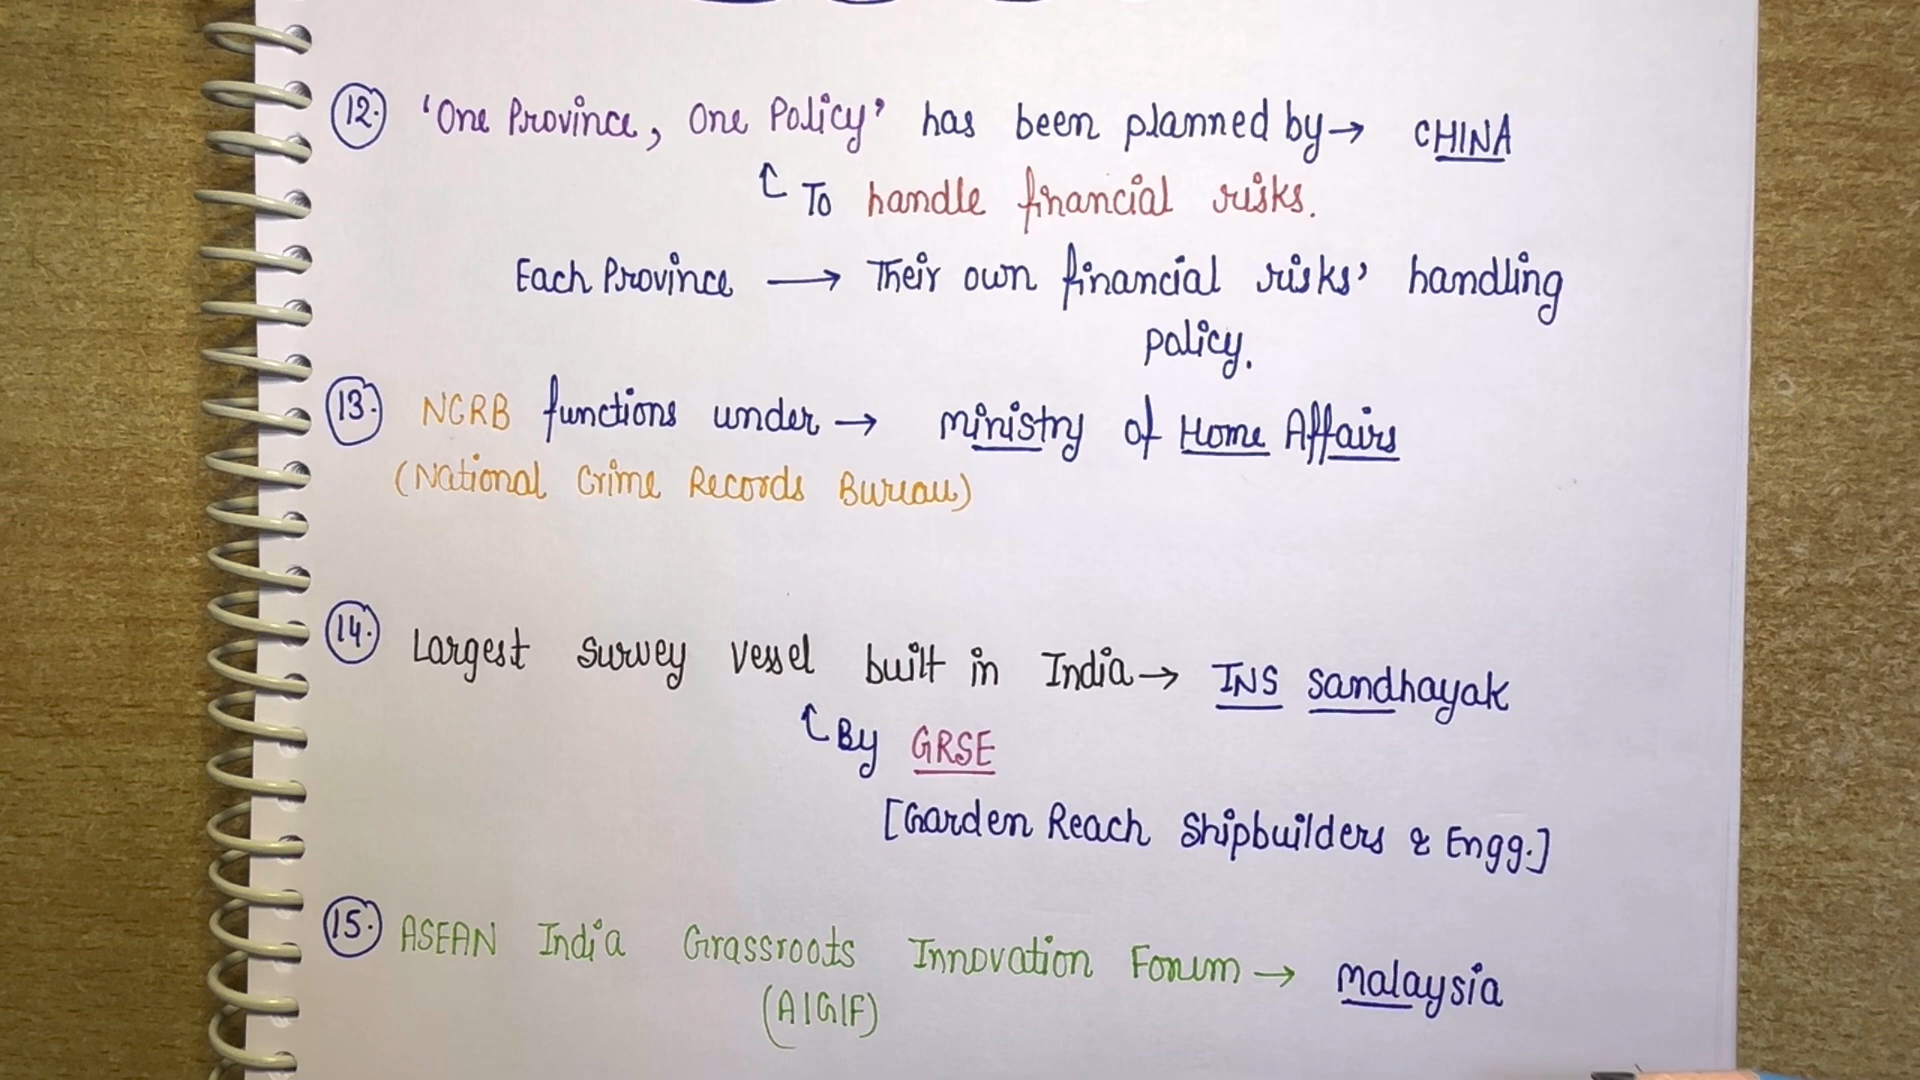 12. 'One Province, One Policy' has been planned by → CHINA
↑ To handle financial risks.
Each Province → Their own financial risks' handling
policy.
13. NCRB functions under → ministry of Home Affairs
(National Crime Records Bureau)
14. Largest survey vessel built in India → INS Sandhayak
↑ By GRSE
[Garden Reach Shipbuilders & Engg.]
15. ASEAN India Grassroots Innovation Forum → Malaysia
(AIGIF)